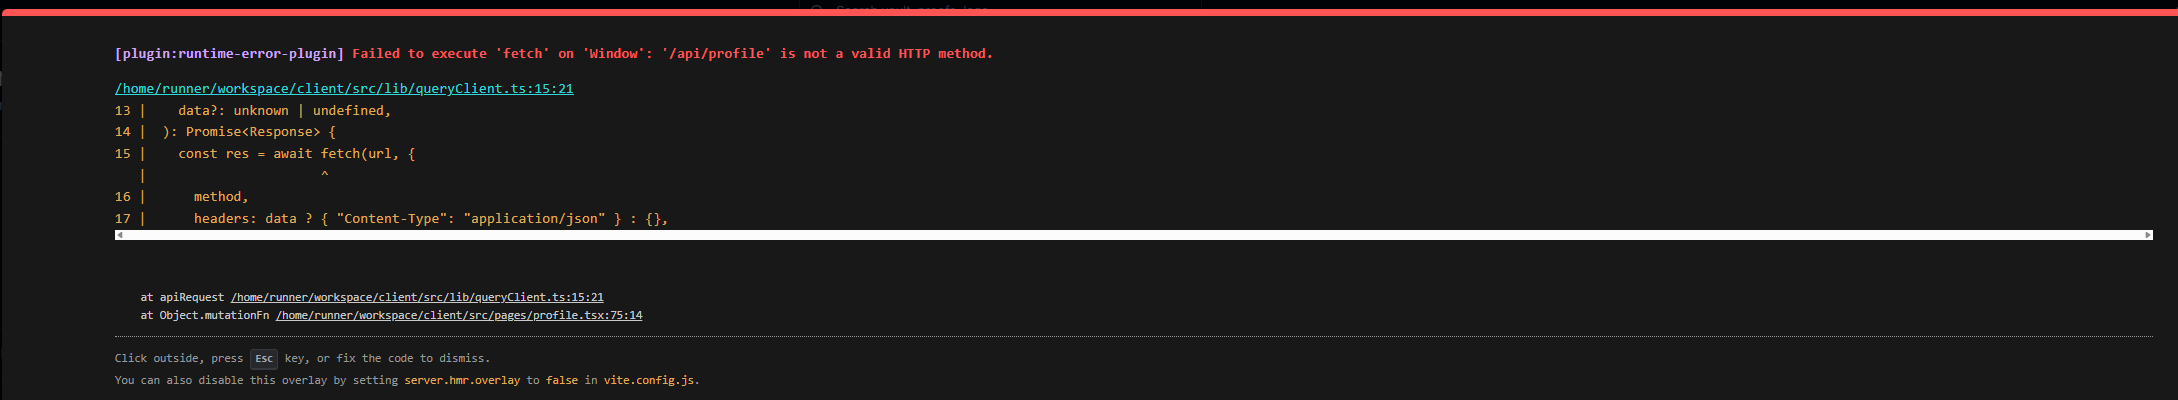 [plugin:runtime-error-plugin] Failed to execute 'fetch' on 'Window': '/api/profile' is not a valid HTTP method.
/home/runner/workspace/client/src/lib/queryClient.ts:15:21
13 |    data?: unknown | undefined,
14 |  ): Promise<Response> {
15 |    const res = await fetch(url, {
   |                      ^
16 |      method,
17 |      headers: data ? { "Content-Type": "application/json" } : {},
at apiRequest /home/runner/workspace/client/src/lib/queryClient.ts:15:21
at Object.mutationFn /home/runner/workspace/client/src/pages/profile.tsx:75:14
Click outside, press Esc key, or fix the code to dismiss.
You can also disable this overlay by setting server.hmr.overlay to false in vite.config.js.